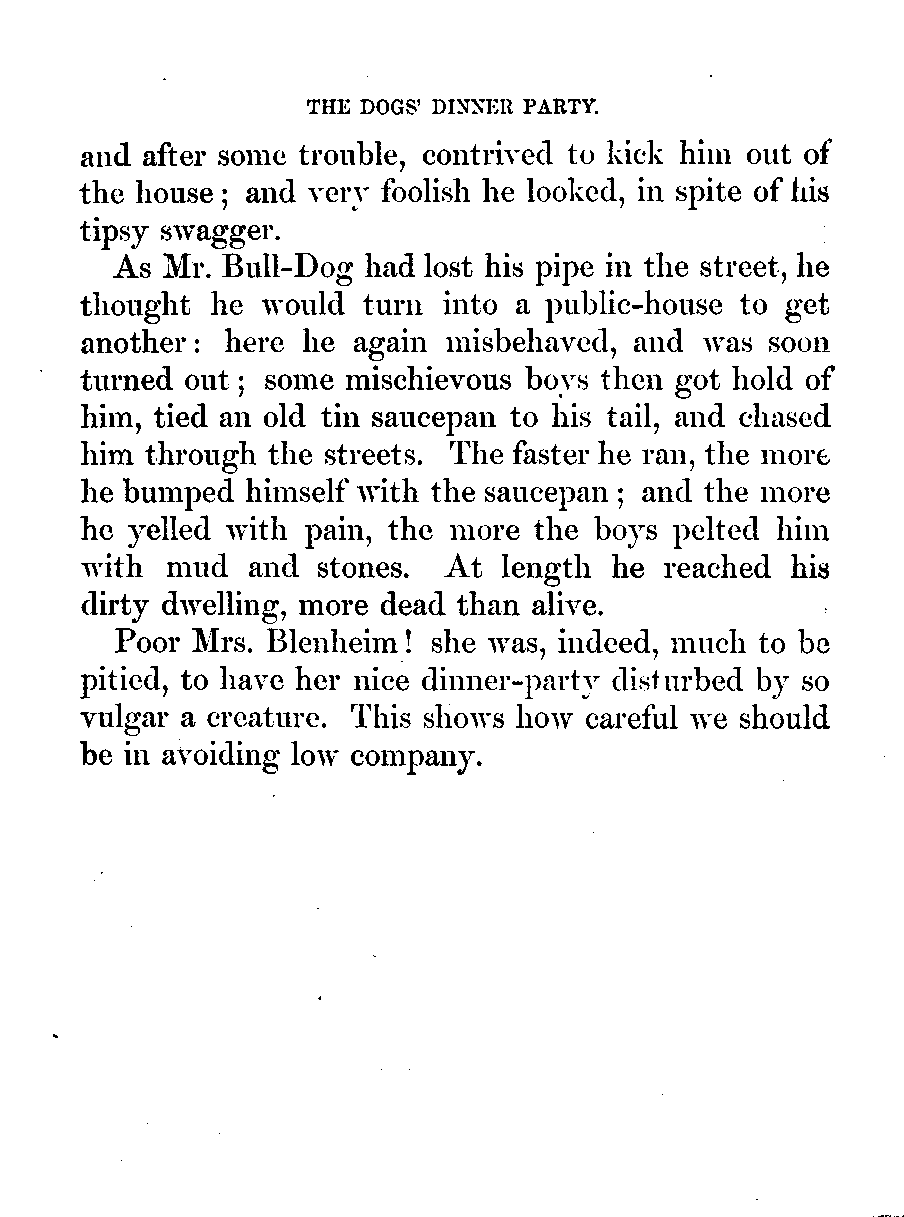 THE DOGS' DINNER PARTY.
and after some trouble, contrived to kick him out of
the house; and very foolish he looked, in spite of his
tipsy swagger.
As Mr. Bull-Dog had lost his pipe in the street, he
thought he would turn into a public-house to get
another: here he again misbehaved, and was soon
turned out; some mischievous boys then got hold of
him, tied an old tin saucepan to his tail, and chased
him through the streets. The faster he ran, the more
he bumped himself with the saucepan; and the more
he yelled with pain, the more the boys pelted him
with mud and stones. At length he reached his
dirty dwelling, more dead than alive.
Poor Mrs. Blenheim! she was, indeed, much to be
pitied, to have her nice dinner-party disturbed by so
vulgar a creature. This shows how careful we should
be in avoiding low company.